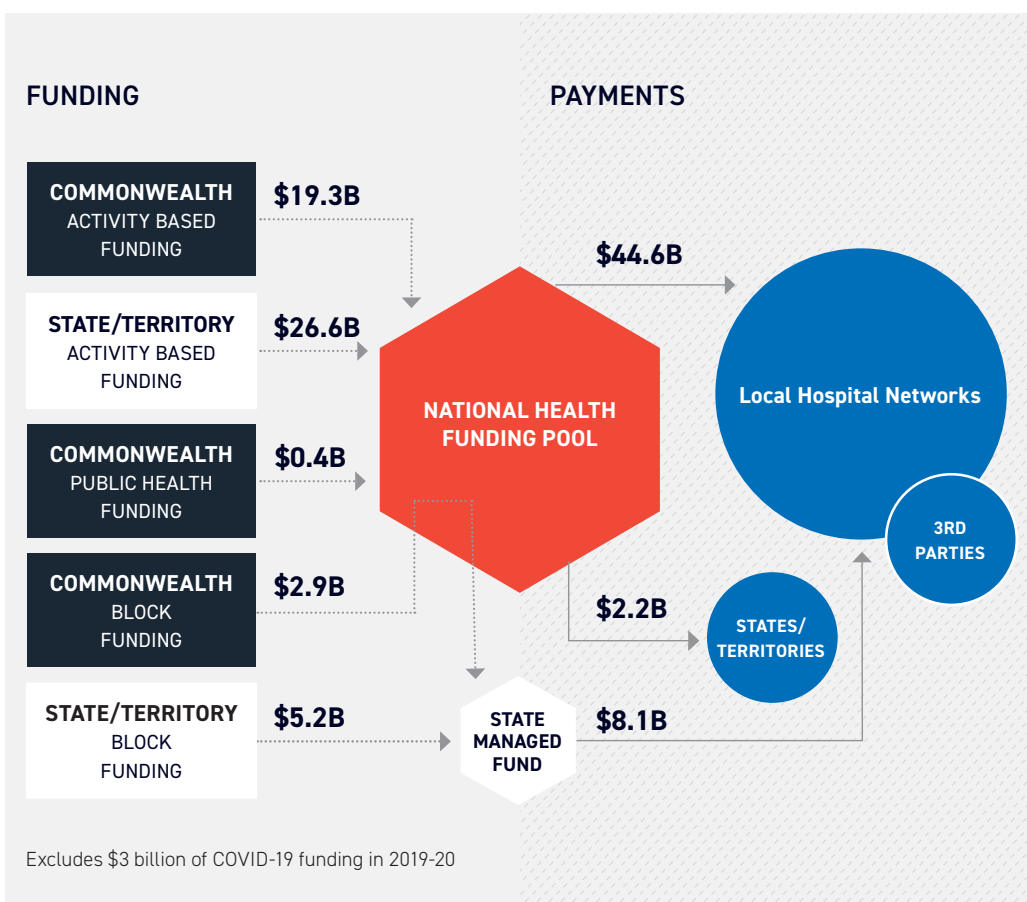 FUNDING
PAYMENTS
COMMONWEALTH
ACTIVITY BASED
FUNDING
$19.3B
STATE/TERRITORY
ACTIVITY BASED
FUNDING
$26.6B
COMMONWEALTH
PUBLIC HEALTH
FUNDING
$0.4B
COMMONWEALTH
BLOCK
FUNDING
$2.9B
STATE/TERRITORY
BLOCK
FUNDING
$5.2B
NATIONAL HEALTH
FUNDING POOL
STATE
MANAGED
FUND
$44.6B
Local Hospital Networks
3RD
PARTIES
$2.2B
STATES/
TERRITORIES
$8.1B
Excludes $3 billion of COVID-19 funding in 2019-20